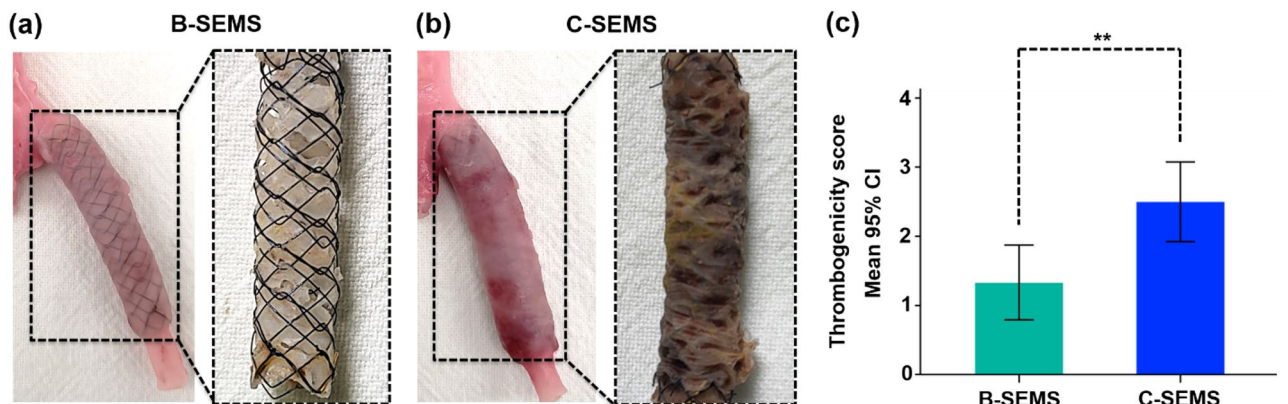 (a) B-SEMS
(b) C-SEMS
(c)
**
Thrombogenicity score
Mean 95% CI
4
3
2
1
0
B-SEMS C-SEMS